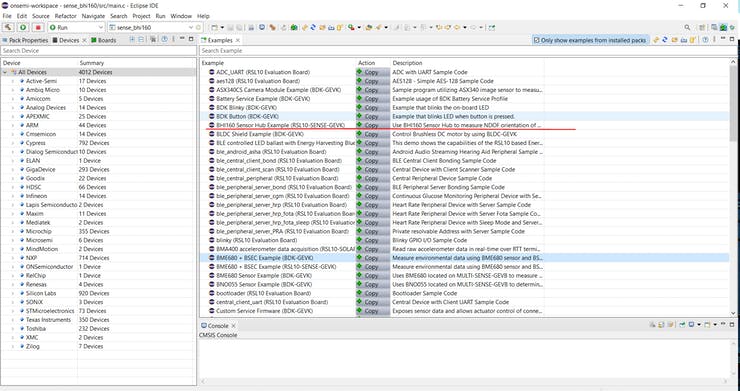 onsemi-workspace - sense_bhi160/src/main.c - Eclipse IDE
File Edit Source Refactor Navigate Search Project Run Window Help
Run sense_bhi160
Pack Properties Devices Boards
Search Device
Device Summary
All Devices 4012 Devices
Active-Semi 17 Devices
Ambiq Micro 10 Devices
Amiccom 5 Devices
Analog Devices 14 Devices
APEXMIC 25 Devices
ARM 44 Devices
Cmsemicon 15 Devices
Cypress 792 Devices
Dialog Semiconductor 10 Devices
ELAN 1 Device
GigaDevice 293 Devices
Goodix 22 Devices
HDSC 66 Devices
Infineon 14 Devices
Lapis Semiconductor 2 Devices
Maxim 11 Devices
Mediatek 2 Devices
Microchip 355 Devices
Microsemi 6 Devices
MindMotion 2 Devices
NXP 714 Devices
ONSemiconductor 1 Device
RelChip 1 Device
Renesas 4 Devices
Silicon Labs 920 Devices
SONiX 3 Devices
STMicroelectronics 73 Devices
Texas Instruments 350 Devices
Toshiba 232 Devices
XMC 2 Devices
Zilog 7 Devices
Examples
Only show examples from installed packs
Search Example
Example Action Description
ADC_UART (RSL10 Evaluation Board) Copy ADC with UART Sample Code
aes128 (RSL10 Evaluation Board) Copy AES128 - Simple AES-128 Sample Code
ASX340CS Camera Module Example (BDK-GEVK) Copy Sample program utilizing ASX340 image sensor to measure...
Battery Service Example (BDK-GEVK) Copy Example usage of BDK Battery Service Profile
BDK Blinky (BDK-GEVK) Copy Example that blinks the on-board LED
BDK Button (BDK-GEVK) Copy Example that blinks LED when button is pressed.
BHI160 Sensor Hub Example (RSL10-SENSE-GEVK) Copy Use BHI160 Sensor Hub to measure NDOF orientation of ...
BLDC Shield Example (BDK-GEVK) Copy Control Brushless DC motor by using BLDC-GEVK
BLE controlled LED ballast with Energy Harvesting Blue Copy This demo shows the capabilities of the RSL10 based Ener...
ble_android_asha (RSL10 Evaluation Board) Copy Android Audio Streaming Hearing Aid Peripheral Sample ...
ble_central_client_bond (RSL10 Evaluation Board) Copy BLE Central Client Bonding Sample Code
ble_central_client_scan (RSL10 Evaluation Board) Copy Central Device with Client Scanner Sample Code
ble_peripheral_server (RSL10 Evaluation Board) Copy Central Peripheral Device Sample Code
ble_peripheral_server_bond (RSL10 Evaluation Board) Copy BLE Peripheral Server Bonding Sample Code
ble_peripheral_server_cgm (RSL10 Evaluation Board) Copy Continuous Glucose Monitoring Peripheral Device with Se...
ble_peripheral_server_hrp (RSL10 Evaluation Board) Copy Heart Rate Peripheral Device with Server Sample Code
ble_peripheral_server_hrp_fota (RSL10 Evaluation Board) Copy Heart Rate Peripheral Device with Server Fota Sample Co...
ble_peripheral_server_hrp_fota_sleep (RSL10 Evaluation Copy Heart Rate Peripheral Device with Sleep Mode and Server...
ble_peripheral_server_PRA (RSL10 Evaluation Board) Copy Private resolvable Address with Server Sample Code
blinky (RSL10 Evaluation Board) Copy Blinky GPIO I/O Sample Code
BMA400 accelerometer data acquisition (RSL10-SOLAR Copy Read raw accelerometer data in real-time over RTT termi...
BME680 + BSEC Example (BDK-GEVK) Copy Measure environmental data using BME680 sensor and BS...
BME680 + BSEC Example (RSL10-SENSE-GEVK) Copy Measure environmental data using BME680 sensor and BS...
BME680 Sensor Example (BDK-GEVK) Copy Uses BME680 located on MULTI-SENSE-GEVB to measure ...
BNO055 Sensor Example (BDK-GEVK) Copy Uses BNO055 located on MULTI-SENSE-GEVB to determi...
bootloader (RSL10 Evaluation Board) Copy bootloader Sample Code
central_client_uart (RSL10 Evaluation Board) Copy Central Device with Client UART Sample Code
Custom Service Firmware (BDK-GEVK) Copy Exposes sensor data and allows actuator control of connec...
Console
CMSIS Console